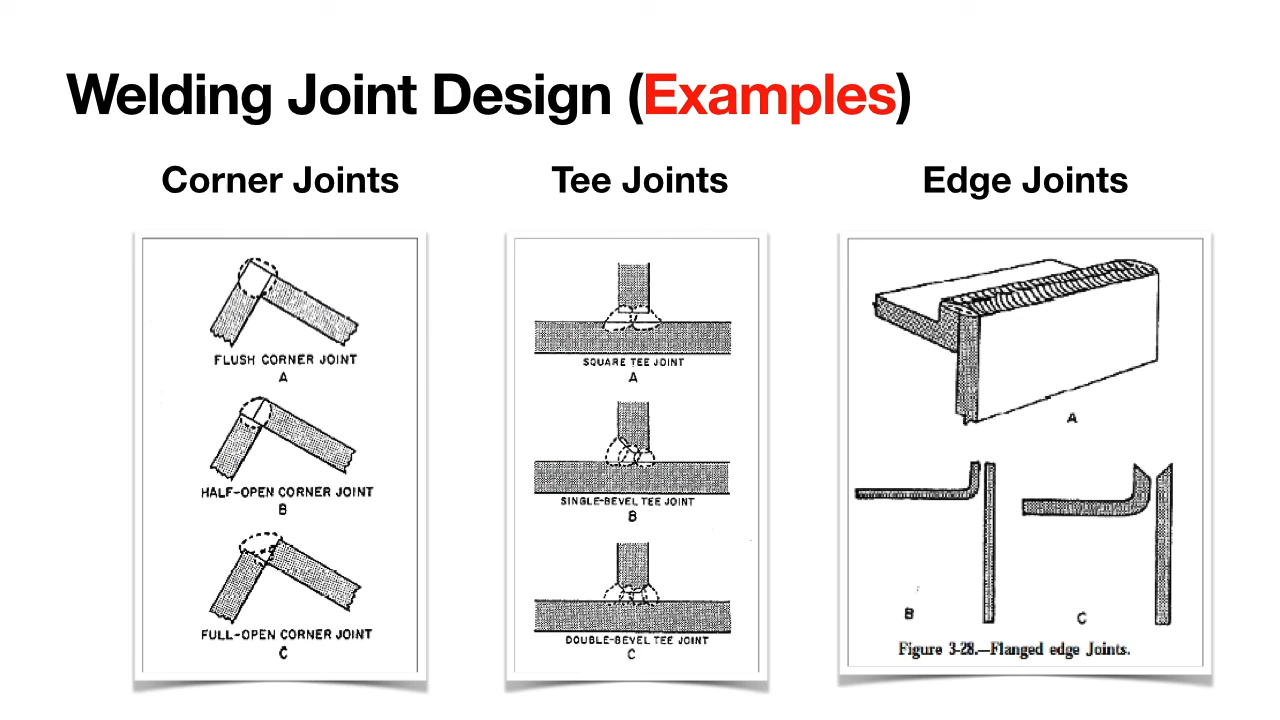 Welding Joint Design (Examples)
Corner Joints
FLUSH CORNER JOINT
A
HALF-OPEN CORNER JOINT
B
FULL-OPEN CORNER JOINT
C
Tee Joints
SQUARE TEE JOINT
A
SINGLE-BEVEL TEE JOINT
B
DOUBLE-BEVEL TEE JOINT
C
Edge Joints
A
B
C
Figure 3-28.—Flanged edge Joints.